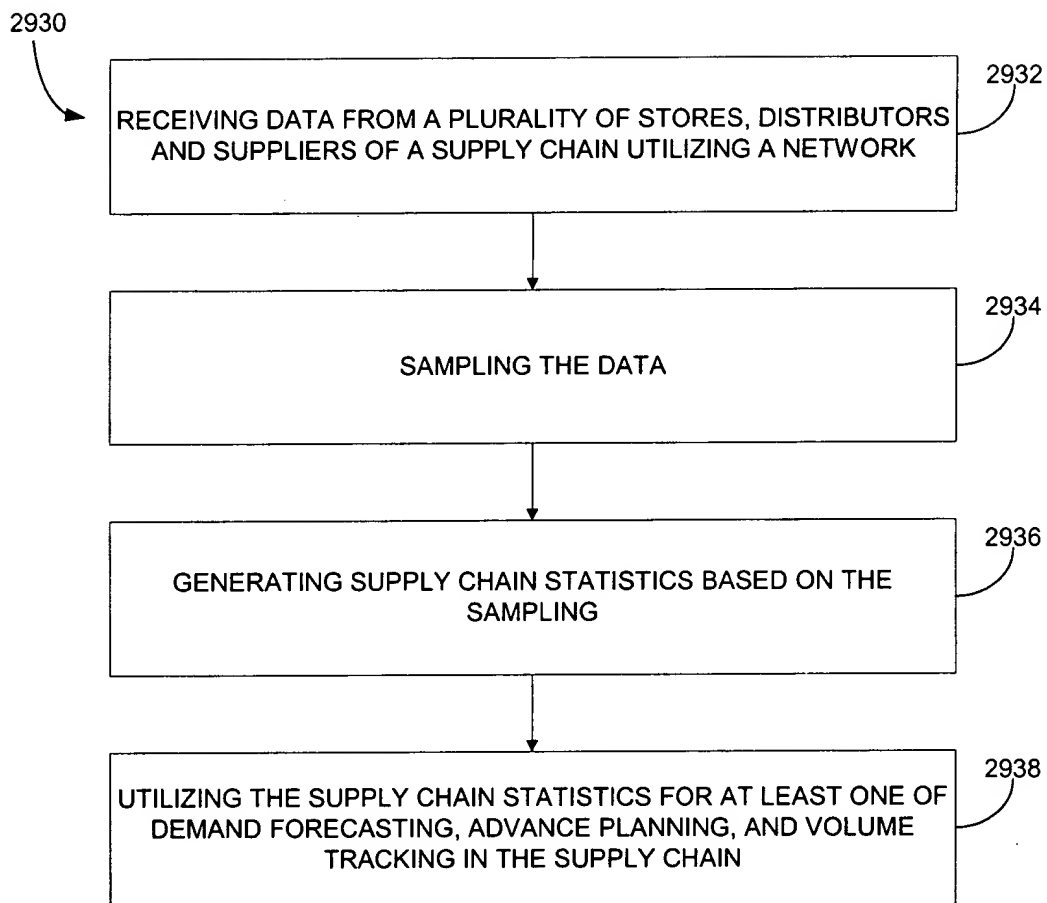 2930
2932
RECEIVING DATA FROM A PLURALITY OF STORES, DISTRIBUTORS
AND SUPPLIERS OF A SUPPLY CHAIN UTILIZING A NETWORK
2934
SAMPLING THE DATA
2936
GENERATING SUPPLY CHAIN STATISTICS BASED ON THE
SAMPLING
2938
UTILIZING THE SUPPLY CHAIN STATISTICS FOR AT LEAST ONE OF
DEMAND FORECASTING, ADVANCE PLANNING, AND VOLUME
TRACKING IN THE SUPPLY CHAIN